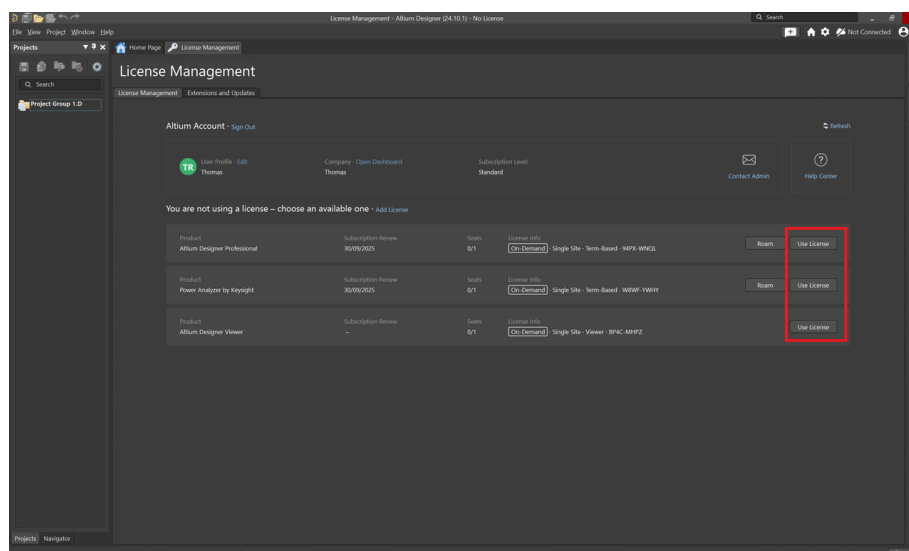 License Management - Altium Designer (24.10.1) - No License
Search
File View Project Window Help
Not Connected
Projects
Home Page License Management
Search
Project Group 1.D
License Management
License Management Extensions and Updates
Altium Account · Sign Out
Refresh
TR
User Profile · Edit
Thomas
Company · Open Dashboard
Thomas
Subscription Level
Standard
Contact Admin
Help Center
You are not using a license – choose an available one · Add License
Product Subscription Renew Seats License Info
Altium Designer Professional 30/09/2025 0/1 On-Demand · Single Site · Term-Based · 94PX-WNQL Roam Use License
Product Subscription Renew Seats License Info
Power Analyzer by Keysight 30/09/2025 0/1 On-Demand · Single Site · Term-Based · W8WF-YWHY Roam Use License
Product Subscription Renew Seats License Info
Altium Designer Viewer – 0/1 On-Demand · Single Site · Viewer · BP4C-MHPZ Use License
Projects Navigator